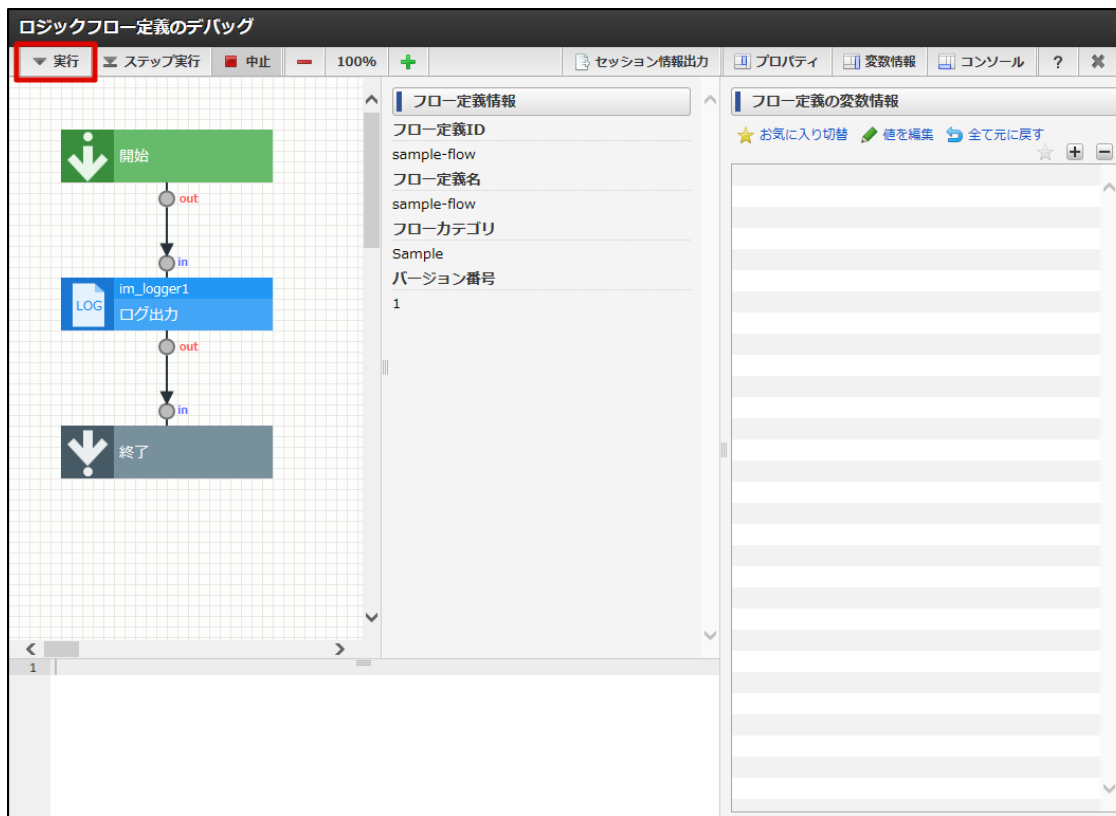 ロジックフロー定義のデバッグ
実行 ステップ実行 中止 100% セッション情報出力 プロパティ 変数情報 コンソール ?
開始
out
in
im_logger1
LOG
ログ出力
out
in
終了
フロー定義情報
フロー定義ID
sample-flow
フロー定義名
sample-flow
フローカテゴリ
Sample
バージョン番号
1
フロー定義の変数情報
お気に入り切替 値を編集 全て元に戻す
1